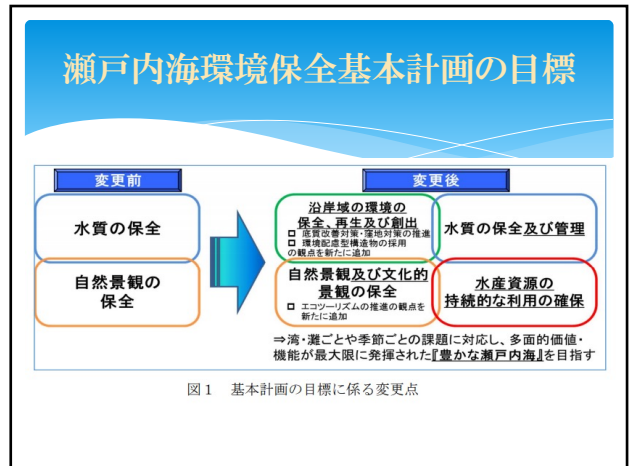 瀬戸内海環境保全基本計画の目標
変更前
水質の保全
自然景観の
保全
変更後
沿岸域の環境の
保全、再生及び創出
□ 底質改善対策・窪地対策の推進
□ 環境配慮型構造物の採用
の観点を新たに追加
水質の保全及び管理
自然景観及び文化的
景観の保全
□ エコツーリズムの推進の観点を
新たに追加
水産資源の
持続的な利用の確保
⇒湾・灘ごとや季節ごとの課題に対応し、多面的価値・
機能が最大限に発揮された『豊かな瀬戸内海』を目指す
図1 基本計画の目標に係る変更点